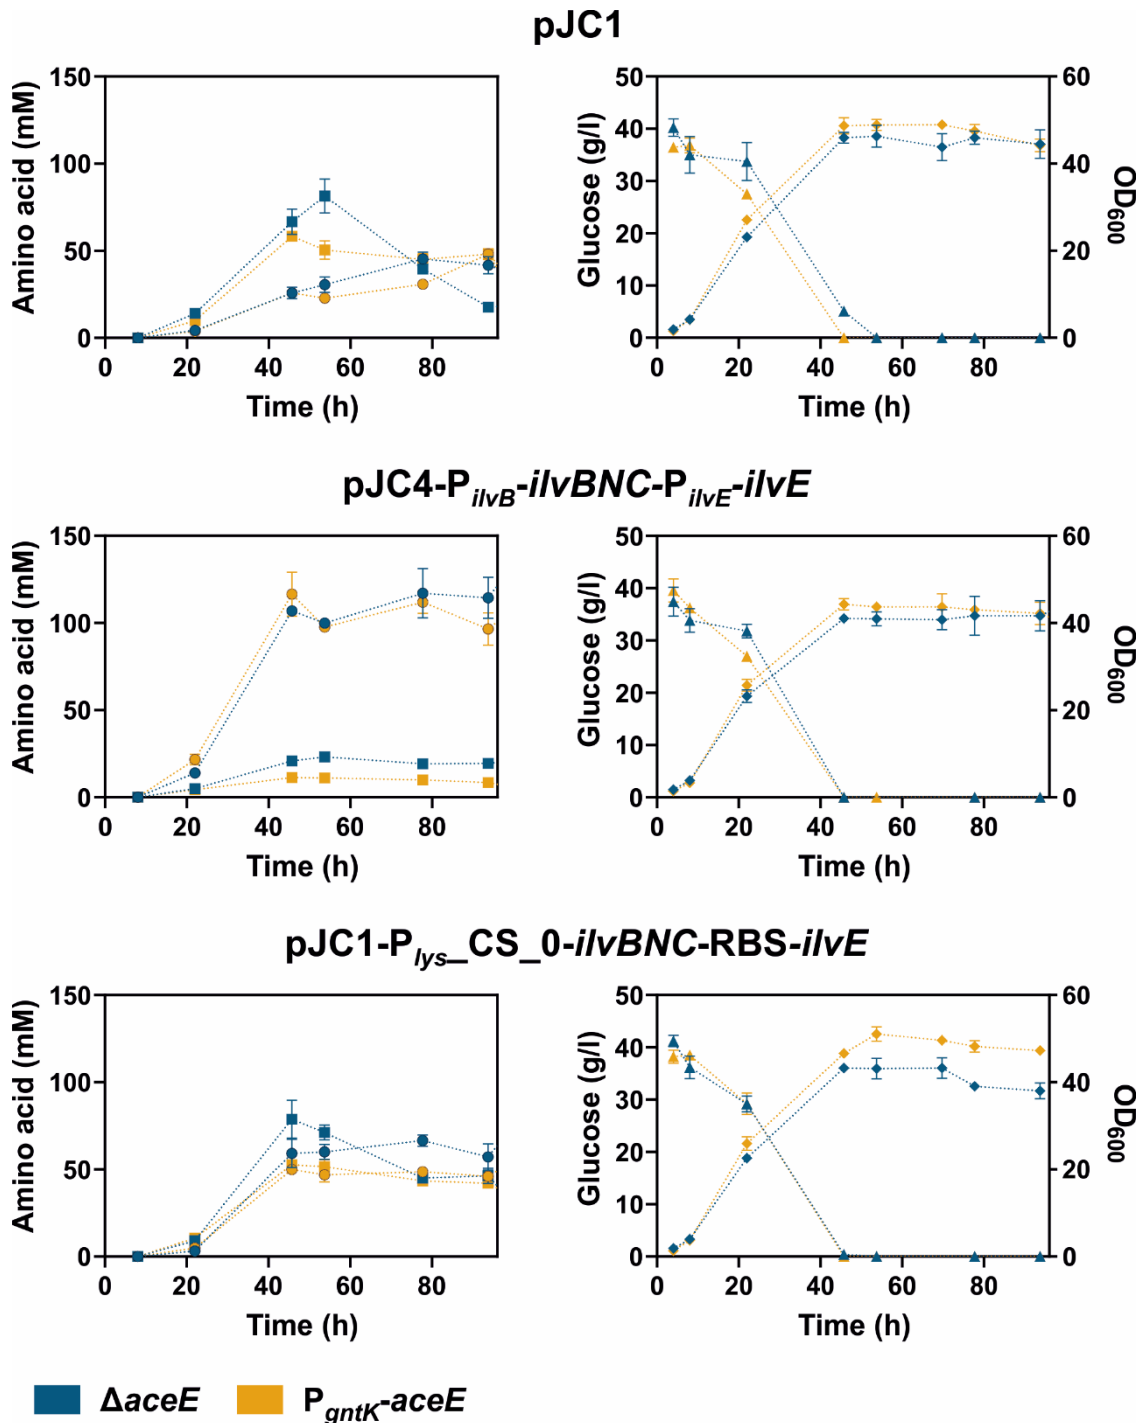 pJC1
150
100
50
0
Amino acid (mM)
0 20 40 60 80
Time (h)
50
40
30
20
10
0
Glucose (g/l)
60
40
20
0
OD600
0 20 40 60 80
Time (h)
pJC4-PilvB-ilvBNC-PilvE-ilvE
150
100
50
0
Amino acid (mM)
0 20 40 60 80
Time (h)
50
40
30
20
10
0
Glucose (g/l)
60
40
20
0
OD600
0 20 40 60 80
Time (h)
pJC1-Plys_CS_0-ilvBNC-RBS-ilvE
150
100
50
0
Amino acid (mM)
0 20 40 60 80
Time (h)
50
40
30
20
10
0
Glucose (g/l)
60
40
20
0
OD600
0 20 40 60 80
Time (h)
ΔaceE PgntK-aceE